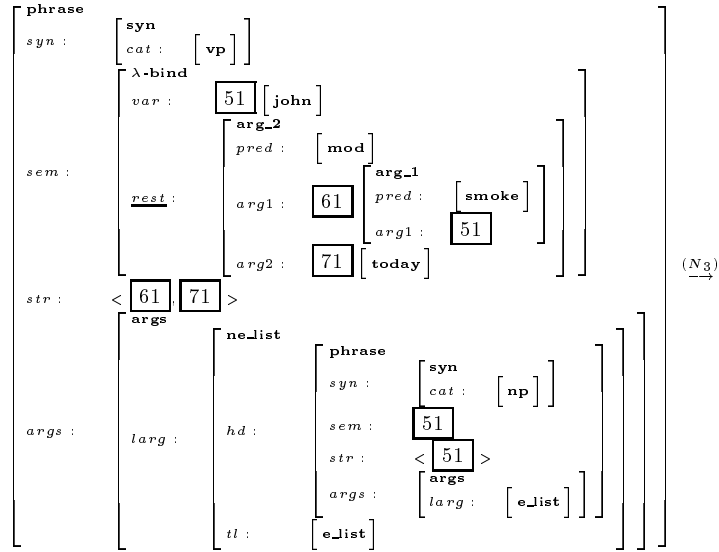 phrase
syn :
syn
cat : [ vp ]
λ-bind
var : 51 [ john ]
arg_2
pred : [ mod ]
arg_1
sem :
rest :
arg1 : 61
pred : [ smoke ]
arg1 : 51
arg2 : 71 [ today ]
(N3)
⟶
str : < 61 , 71 >
args
ne_list
phrase
syn :
syn
cat : [ np ]
args :
larg :
hd :
sem : 51
str : < 51 >
args :
args
larg : [ e_list ]
tl : [ e_list ]